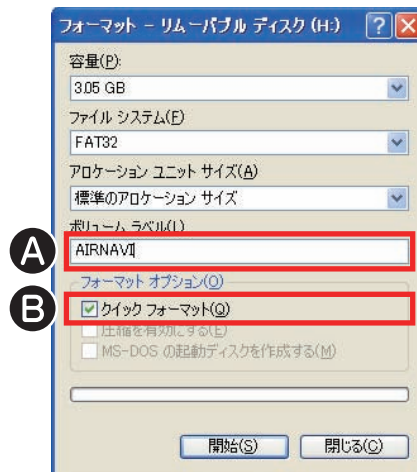 フォーマット - リムーバブル ディスク (H:)
容量(P):
3.05 GB
ファイル システム(F)
FAT32
アロケーション ユニット サイズ(A)
標準のアロケーション サイズ
ボリューム ラベル(L)
A
AIRNAVI
フォーマット オプション(O)
B
クイック フォーマット(Q)
圧縮を有効にする(E)
MS-DOS の起動ディスクを作成する(M)
開始(S) 閉じる(C)